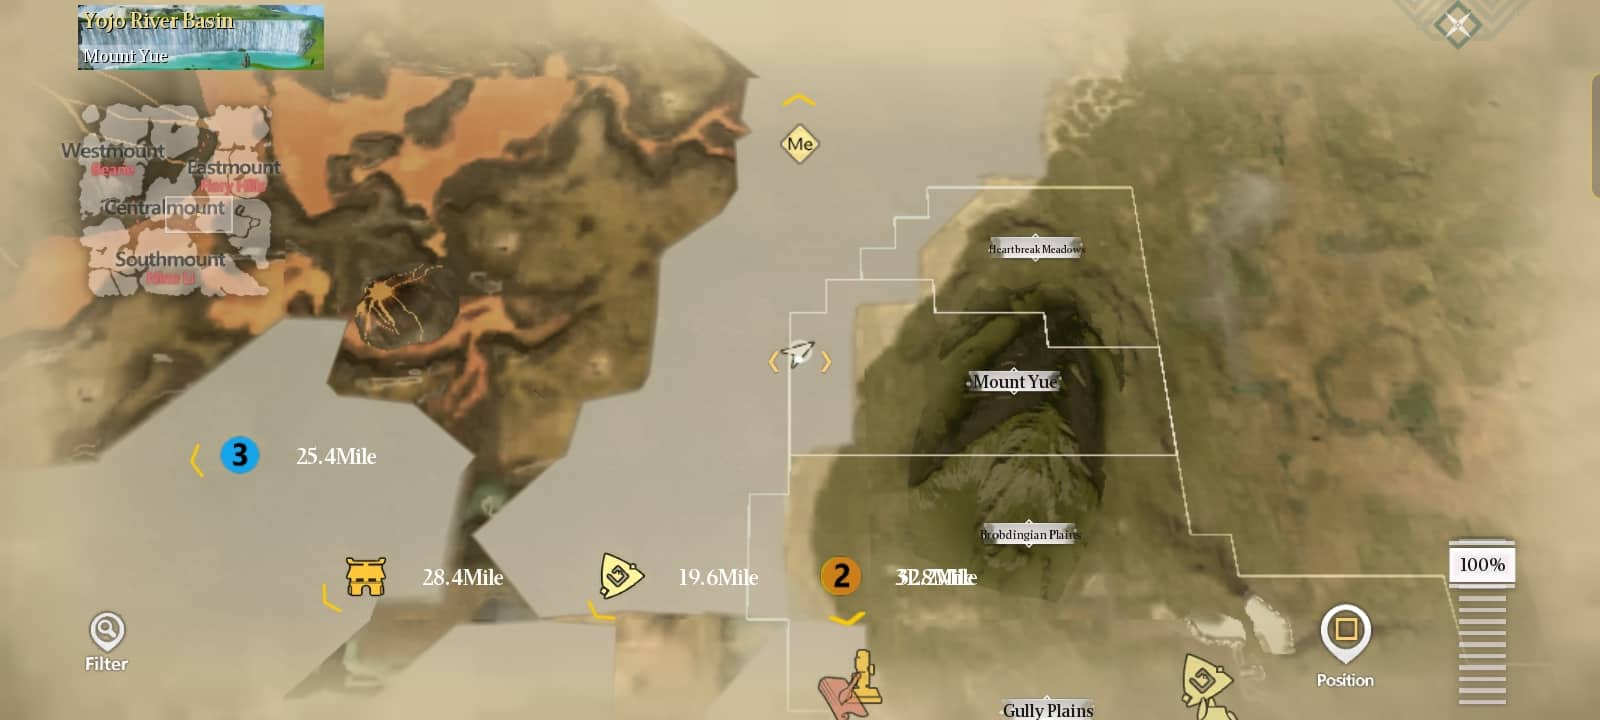 Yojo River Basin
Mount Yue
Westmount
Eastmount
Centralmount
Southmount
Me
Heartbreak Meadows
Mount Yue
3
25.4Mile
Brobdingian Plains
28.4Mile
19.6Mile
2
100%
Filter
Position
Gully Plains